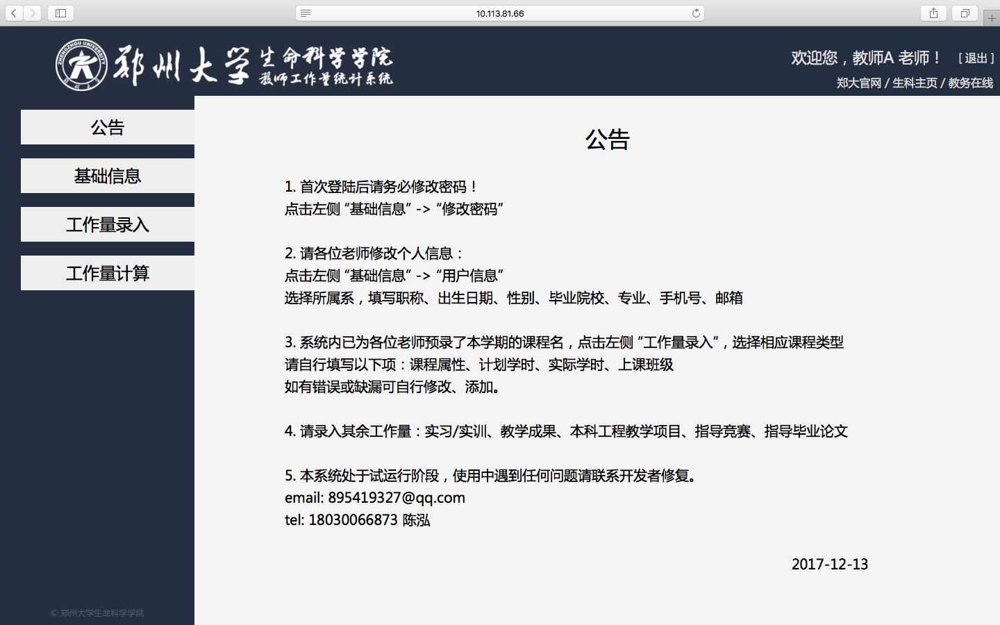 10.113.81.66
ZHENGZHOU UNIVERSITY
郑州大学
郑州大学 生命科学学院
教师工作量统计系统
欢迎您，教师A 老师！ [ 退出 ]
郑大官网 / 生科主页 / 教务在线
公告
基础信息
工作量录入
工作量计算
公告
1. 首次登陆后请务必修改密码！
点击左侧 “基础信息” -> “修改密码”
2. 请各位老师修改个人信息：
点击左侧 “基础信息” -> “用户信息”
选择所属系，填写职称、出生日期、性别、毕业院校、专业、手机号、邮箱
3. 系统内已为各位老师预录了本学期的课程名，点击左侧 “工作量录入”，选择相应课程类型
请自行填写以下项：课程属性、计划学时、实际学时、上课班级
如有错误或缺漏可自行修改、添加。
4. 请录入其余工作量：实习/实训、教学成果、本科工程教学项目、指导竞赛、指导毕业论文
5. 本系统处于试运行阶段，使用中遇到任何问题请联系开发者修复。
email: 895419327@qq.com
tel: 18030066873 陈泓
2017-12-13
© 郑州大学生命科学学院